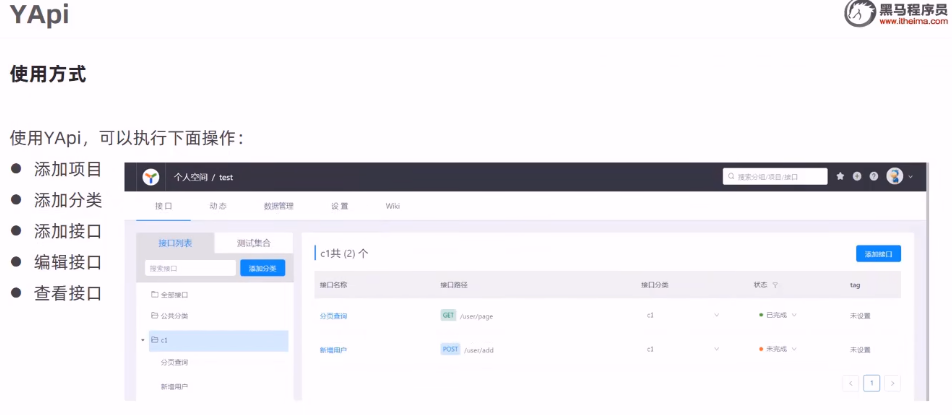 YApi
黑马程序员
www.itheima.com
使用方式
使用YApi，可以执行下面操作：
● 添加项目
● 添加分类
● 添加接口
● 编辑接口
● 查看接口
个人空间 / test
搜索分组/项目/接口
接口 动态 数据管理 设置 Wiki
接口列表 测试集合
搜索接口 添加分类
全部接口
公共分类
c1
分页查询
新增用户
c1共 (2) 个 添加接口
接口名称 接口路径 接口分类 状态 tag
分页查询 GET /user/page c1 已完成 未设置
新增用户 POST /user/add c1 未完成 未设置
< 1 >